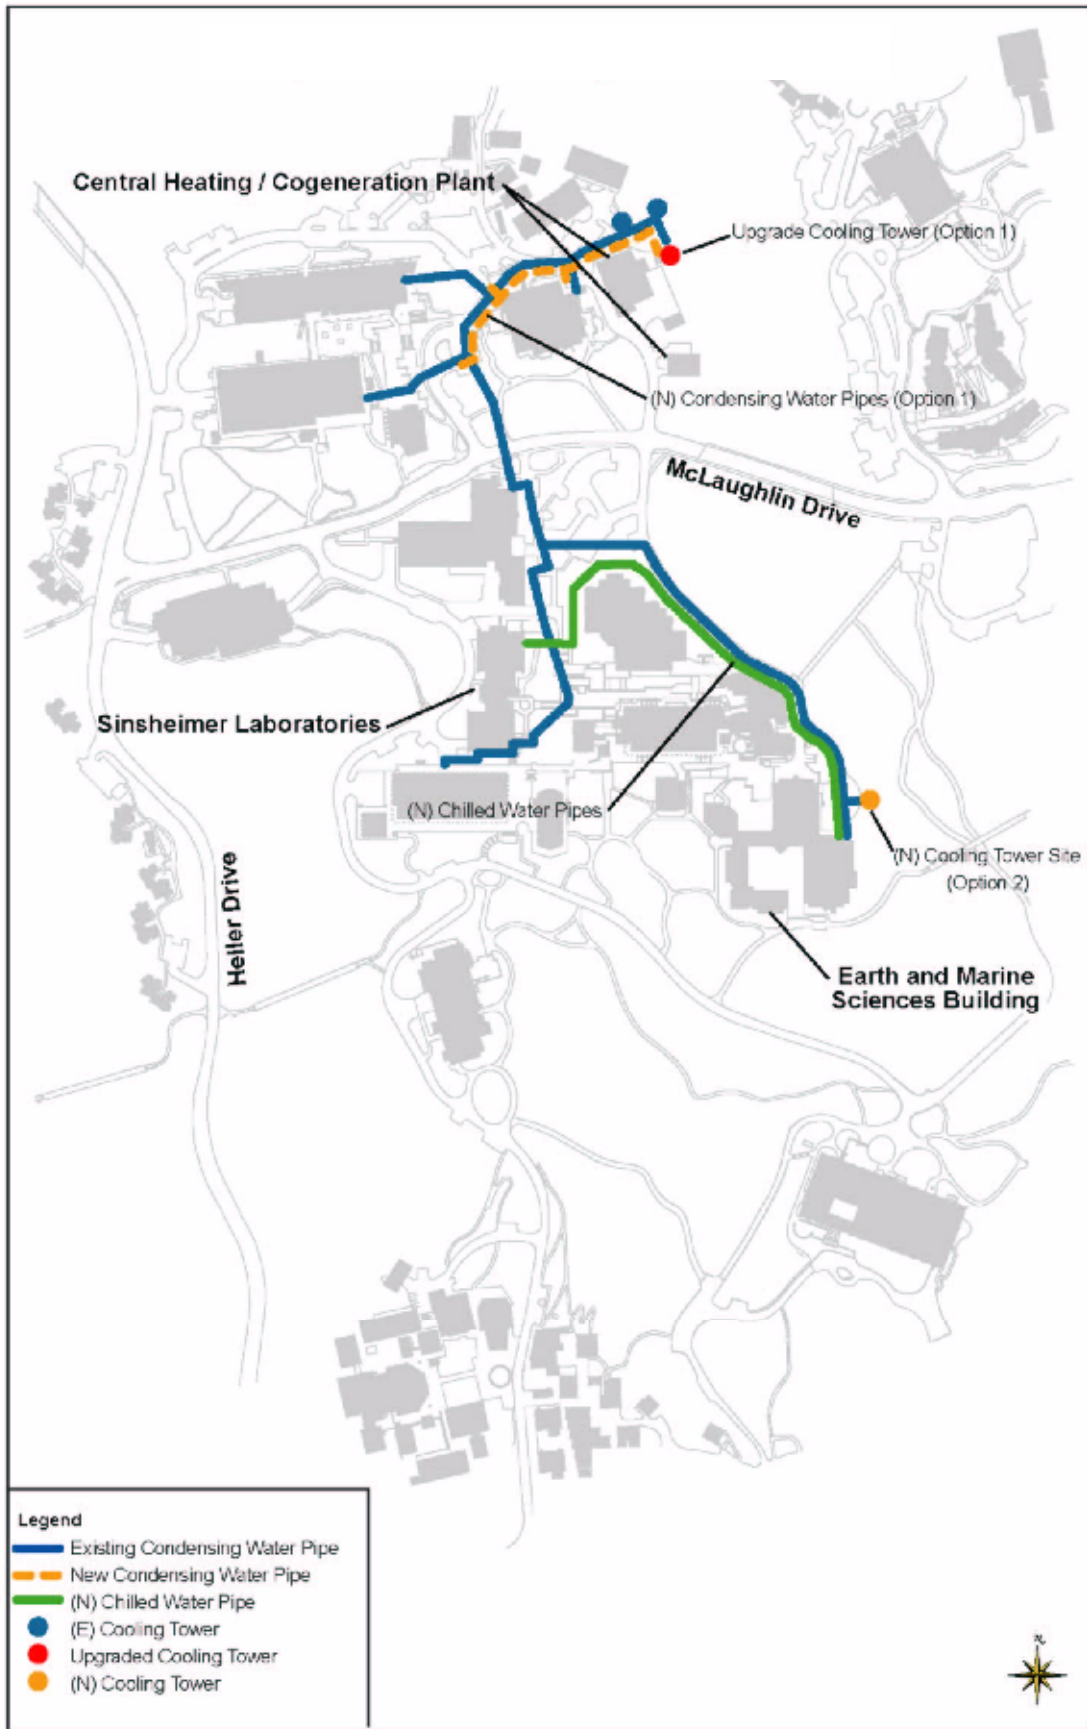 Central Heating / Cogeneration Plant
Upgrade Cooling Tower (Option 1)
(N) Condensing Water Pipes (Option 1)
McLaughlin Drive
Sinsheimer Laboratories
(N) Chilled Water Pipes
(N) Cooling Tower Site
(Option 2)
Heller Drive
Earth and Marine
Sciences Building
Legend
Existing Condensing Water Pipe
New Condensing Water Pipe
(N) Chilled Water Pipe
(E) Cooling Tower
Upgraded Cooling Tower
(N) Cooling Tower
N